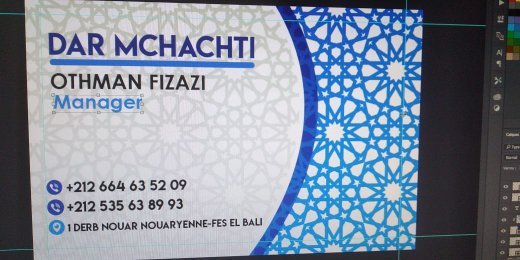 DAR MCHACHTI
OTHMAN FIZAZI
Manager
+212 664 63 52 09
+212 535 63 89 93
1 DERB NOUAR NOUARYENNE-FES EL BALI